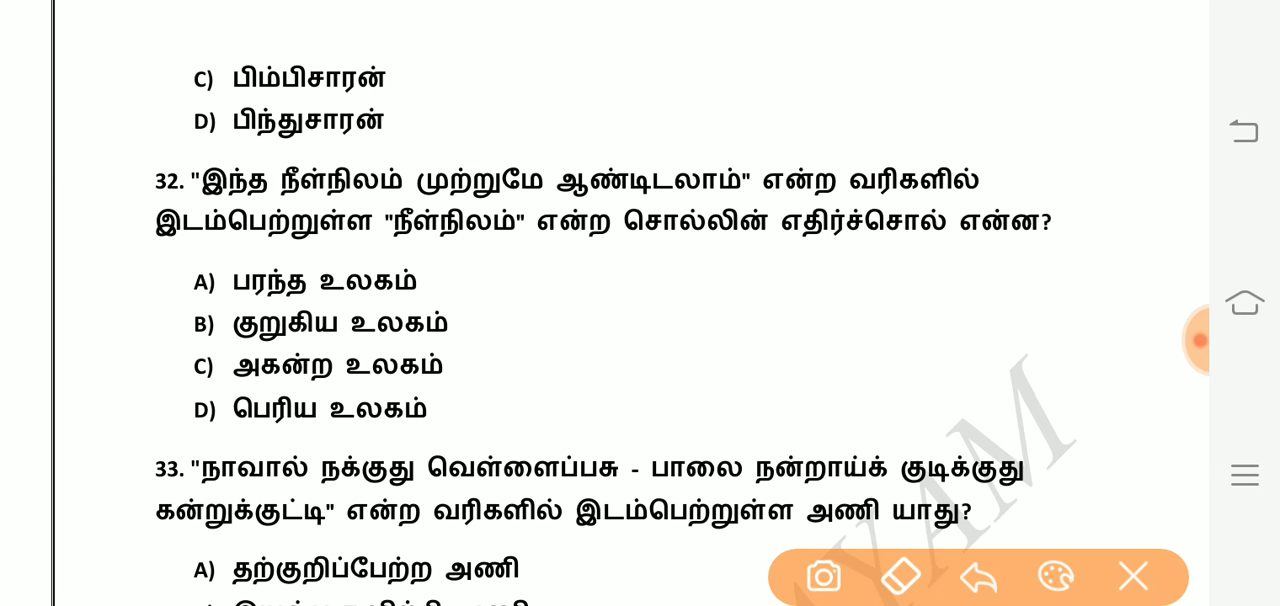 C) பிம்பிசாரன்
D) பிந்துசாரன்
32. "இந்த நீள்நிலம் முற்றுமே ஆண்டிடலாம்" என்ற வரிகளில்
இடம்பெற்றுள்ள "நீள்நிலம்" என்ற சொல்லின் எதிர்ச்சொல் என்ன?
A) பரந்த உலகம்
B) குறுகிய உலகம்
C) அகன்ற உலகம்
D) பெரிய உலகம்
33. "நாவால் நக்குது வெள்ளைப்பசு - பாலை நன்றாய்க் குடிக்குது
கன்றுக்குட்டி" என்ற வரிகளில் இடம்பெற்றுள்ள அணி யாது?
A) தற்குறிப்பேற்ற அணி